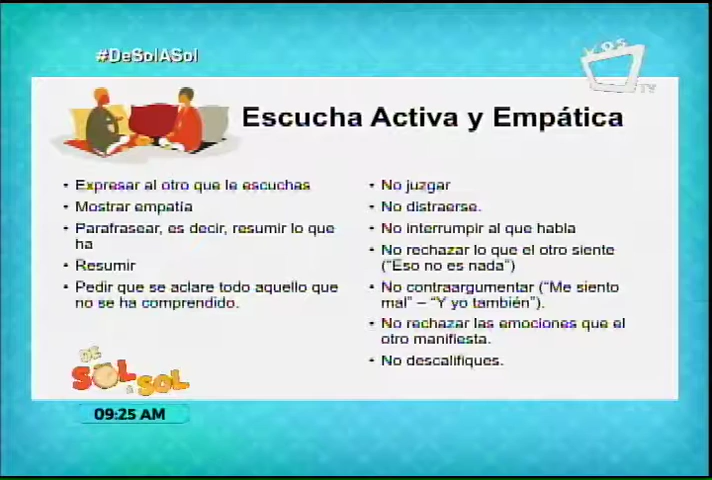 #DeSolASol
VOS
TV
Escucha Activa y Empática
• Expresar al otro que le escuchas
• Mostrar empatía
• Parafrasear, es decir, resumir lo que
ha
• Resumir
• Pedir que se aclare todo aquello que
no se ha comprendido.
• No juzgar
• No distraerse.
• No interrumpir al que habla
• No rechazar lo que el otro siente
("Eso no es nada")
• No contraargumentar ("Me siento
mal" – "Y yo también").
• No rechazar las emociones que el
otro manifiesta.
• No descalifiques.
DE
SOL
a SOL
09:25 AM